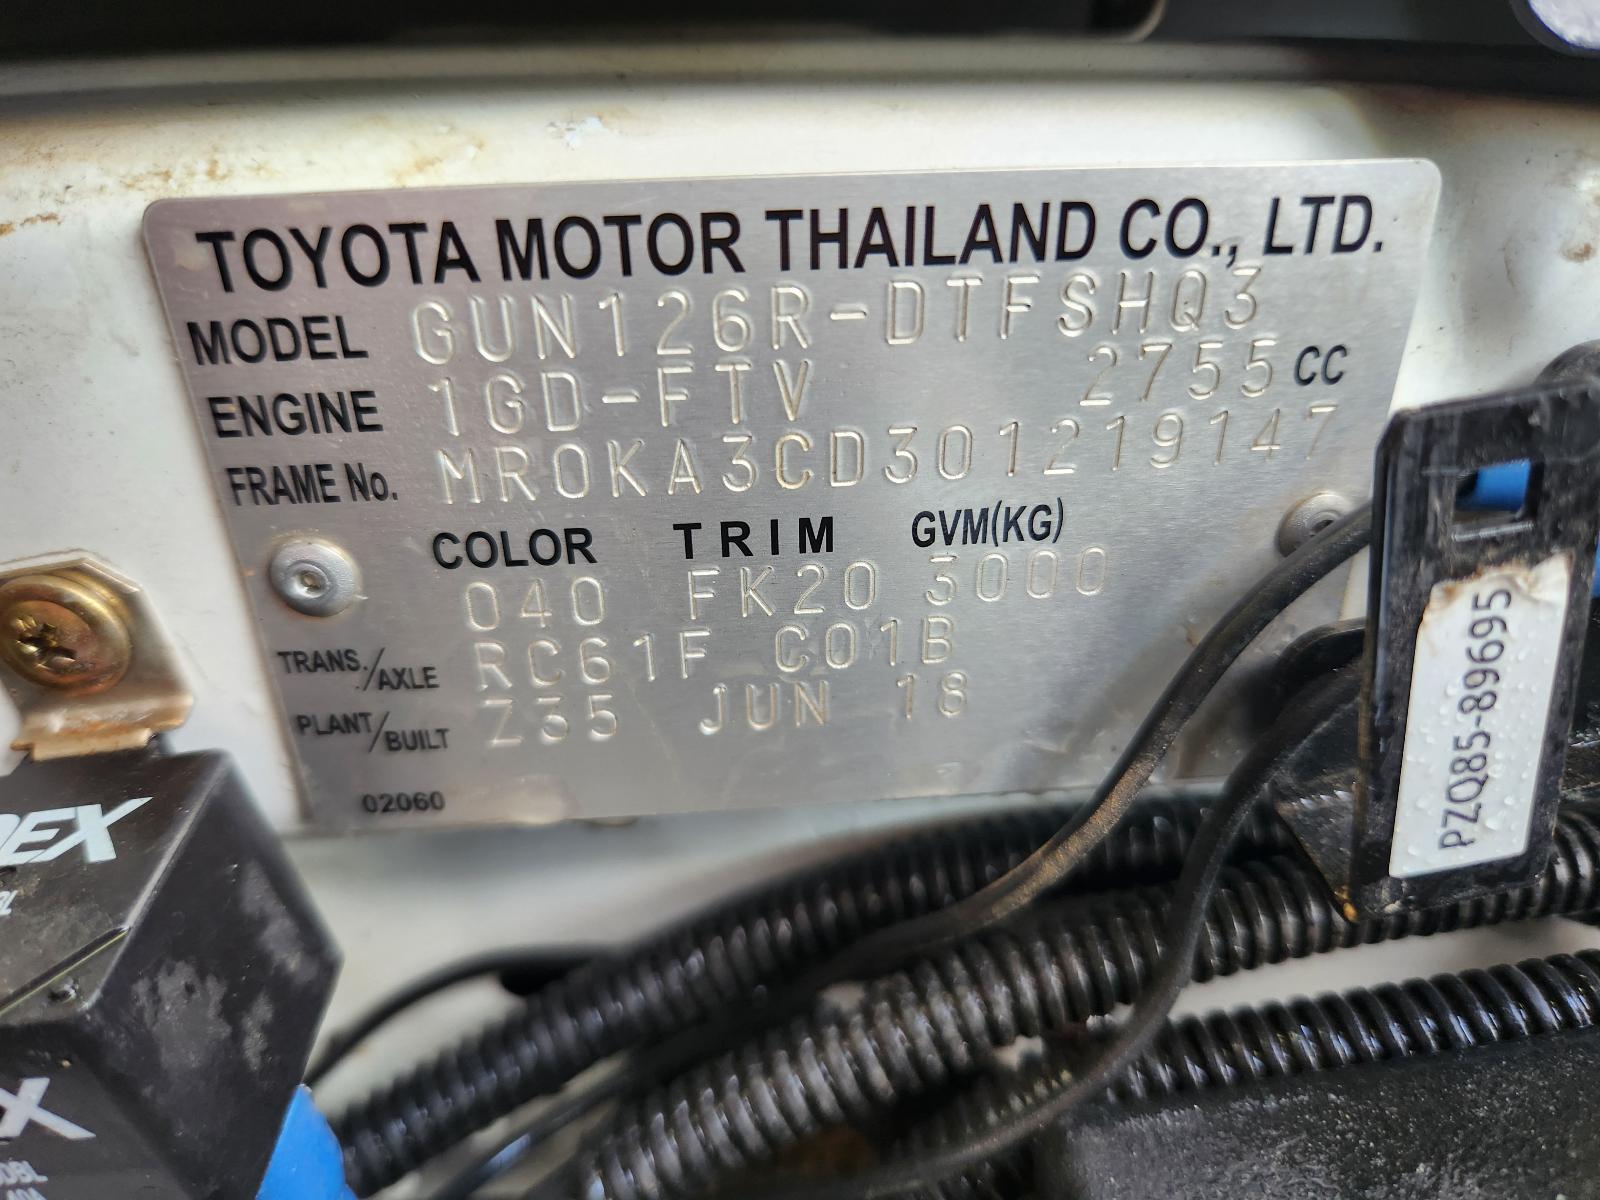 TOYOTA MOTOR THAILAND CO., LTD.
MODEL GUN126R-DTFSHQ3
ENGINE 1GD-FTV 2755 CC
FRAME No. MR0KA3CD301219147
COLOR TRIM GVM(KG)
040 FK20 3000
TRANS./AXLE RC61F C01B
PLANT/BUILT Z35 JUN 18
02060
PZQ85-89695